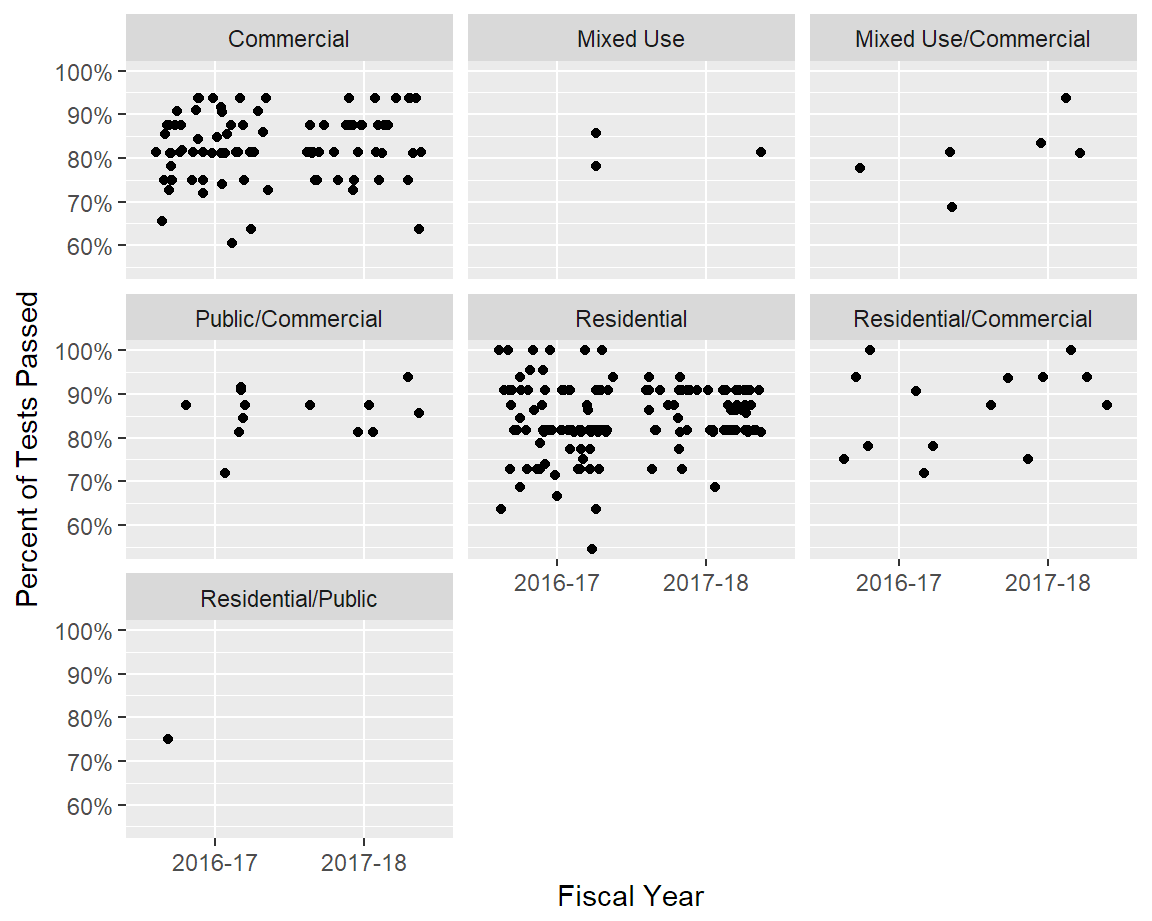 Commercial
Mixed Use
Mixed Use/Commercial
100%
90%
80%
70%
60%
Public/Commercial
Residential
Residential/Commercial
100%
90%
80%
70%
60%
2016-17
2017-18
2016-17
2017-18
Residential/Public
100%
90%
80%
70%
60%
2016-17
2017-18
Percent of Tests Passed
Fiscal Year